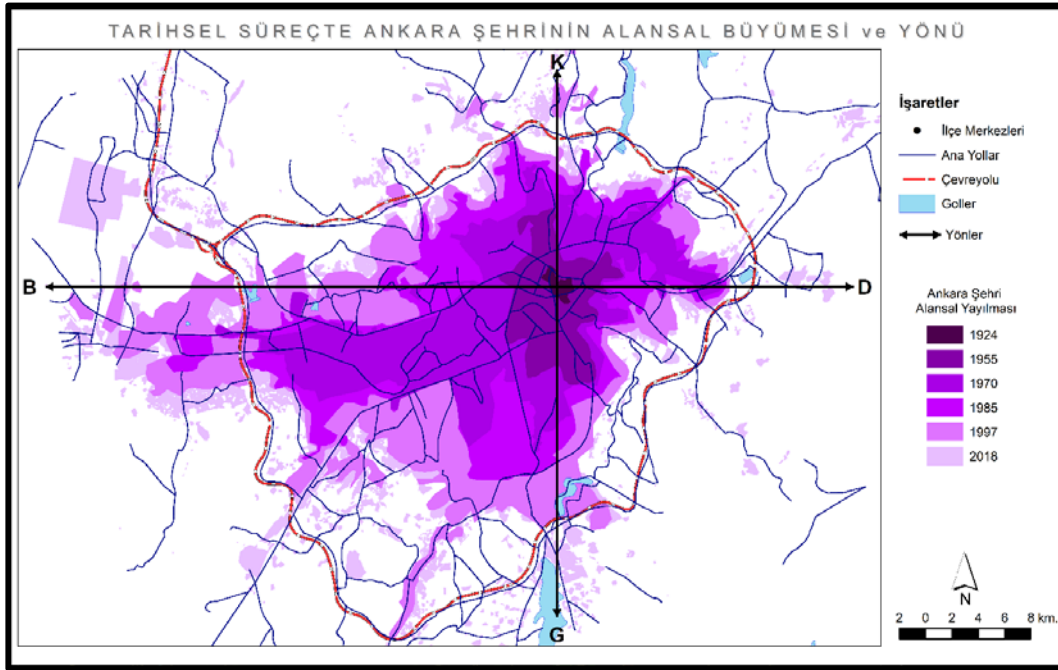 TARİHSEL SÜREÇTE ANKARA ŞEHRİNİN ALANSAL BÜYÜMESİ ve YÖNÜ
K
B
D
G
İşaretler
İlçe Merkezleri
Ana Yollar
Çevreyolu
Goller
Yönler
Ankara Şehri
Alansal Yayılması
1924
1955
1970
1985
1997
2018
N
2 0 2 4 6 8 km.